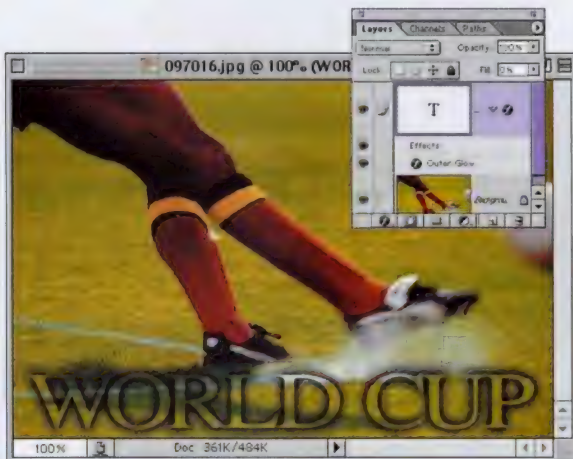 Layers Channels Paths
Normal Opacity: 100%
Lock: Fill: 0%
097016.jpg @ 100% (WOR
T
Effects
Outer Glow
WORLD CUP
100% Doc: 361K/484K